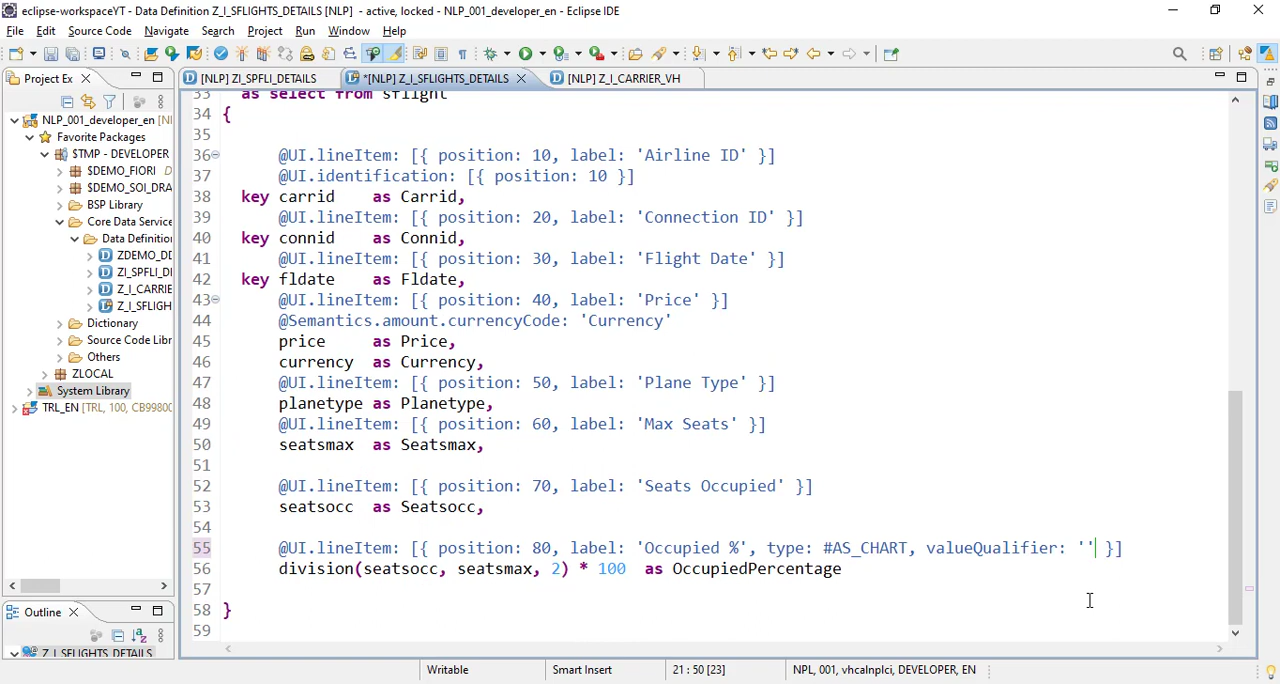 eclipse-workspaceYT - Data Definition Z_I_SFLIGHTS_DETAILS [NLP] - active, locked - NLP_001_developer_en - Eclipse IDE
File Edit Source Code Navigate Search Project Run Window Help
Project Ex
[NLP] ZI_SPFLI_DETAILS
*[NLP] Z_I_SFLIGHTS_DETAILS
[NLP] Z_I_CARRIER_VH
NLP_001_developer_en [NI
Favorite Packages
$TMP - DEVELOPER
$DEMO_FIORI D
$DEMO_SOI_DRA
BSP Library
Core Data Service
Data Definition
ZDEMO_DD
ZI_SPFLI_DI
Z_I_CARRIE
Z_I_SFLIGH
Dictionary
Source Code Libr
Others
ZLOCAL
System Library
TRL_EN [TRL, 100, CB99800
Outline
Z_I_SFLIGHTS_DETAILS
33 as select from sflight
34 {
35
36 @UI.lineItem: [{ position: 10, label: 'Airline ID' }]
37 @UI.identification: [{ position: 10 }]
38 key carrid as Carrid,
39 @UI.lineItem: [{ position: 20, label: 'Connection ID' }]
40 key connid as Connid,
41 @UI.lineItem: [{ position: 30, label: 'Flight Date' }]
42 key fldate as Fldate,
43 @UI.lineItem: [{ position: 40, label: 'Price' }]
44 @Semantics.amount.currencyCode: 'Currency'
45 price as Price,
46 currency as Currency,
47 @UI.lineItem: [{ position: 50, label: 'Plane Type' }]
48 planetype as Planetype,
49 @UI.lineItem: [{ position: 60, label: 'Max Seats' }]
50 seatsmax as Seatsmax,
51
52 @UI.lineItem: [{ position: 70, label: 'Seats Occupied' }]
53 seatsocc as Seatsocc,
54
55 @UI.lineItem: [{ position: 80, label: 'Occupied %', type: #AS_CHART, valueQualifier: '' }]
56 division(seatsocc, seatsmax, 2) * 100 as OccupiedPercentage
57
58 }
59
Writable
Smart Insert
21 : 50 [23]
NPL, 001, vhcalnplci, DEVELOPER, EN